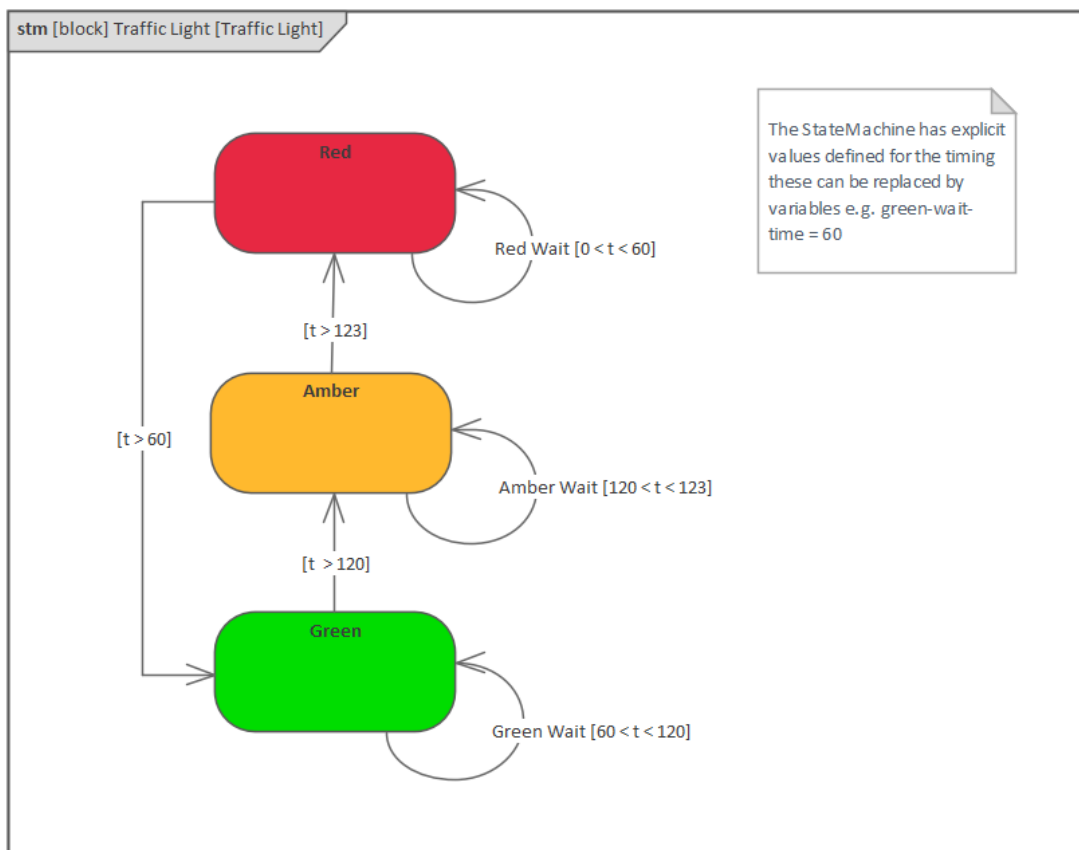 stm [block] Traffic Light [Traffic Light]
The StateMachine has explicit
values defined for the timing
these can be replaced by
variables e.g. green-wait-
time = 60
Red
Red Wait [0 < t < 60]
[t > 123]
Amber
[t > 60]
Amber Wait [120 < t < 123]
[t  > 120]
Green
Green Wait [60 < t < 120]